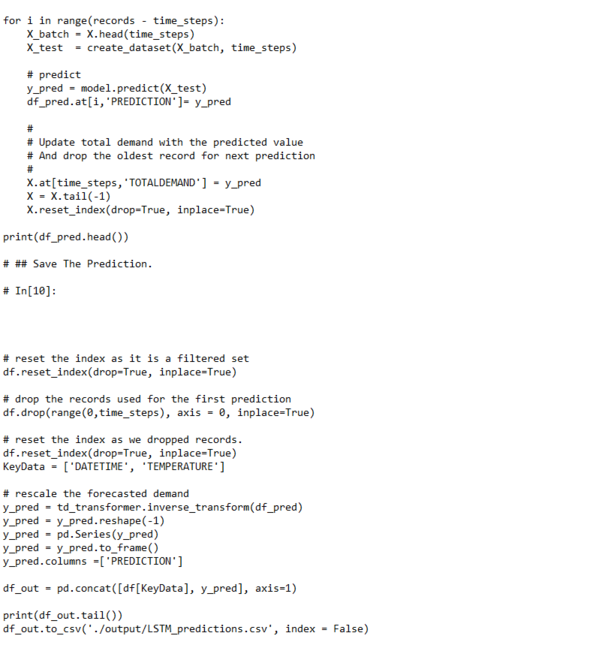 for i in range(records - time_steps):
    X_batch = X.head(time_steps)
    X_test  = create_dataset(X_batch, time_steps)

    # predict
    y_pred = model.predict(X_test)
    df_pred.at[i,'PREDICTION']= y_pred

    #
    # Update total demand with the predicted value
    # And drop the oldest record for next prediction
    #
    X.at[time_steps,'TOTALDEMAND'] = y_pred
    X = X.tail(-1)
    X.reset_index(drop=True, inplace=True)

print(df_pred.head())

# ## Save The Prediction.

# In[10]:

# reset the index as it is a filtered set
df.reset_index(drop=True, inplace=True)

# drop the records used for the first prediction
df.drop(range(0,time_steps), axis = 0, inplace=True)

# reset the index as we dropped records.
df.reset_index(drop=True, inplace=True)
KeyData = ['DATETIME', 'TEMPERATURE']

# rescale the forecasted demand
y_pred = td_transformer.inverse_transform(df_pred)
y_pred = y_pred.reshape(-1)
y_pred = pd.Series(y_pred)
y_pred = y_pred.to_frame()
y_pred.columns =['PREDICTION']

df_out = pd.concat([df[KeyData], y_pred], axis=1)

print(df_out.tail())
df_out.to_csv('./output/LSTM_predictions.csv', index = False)